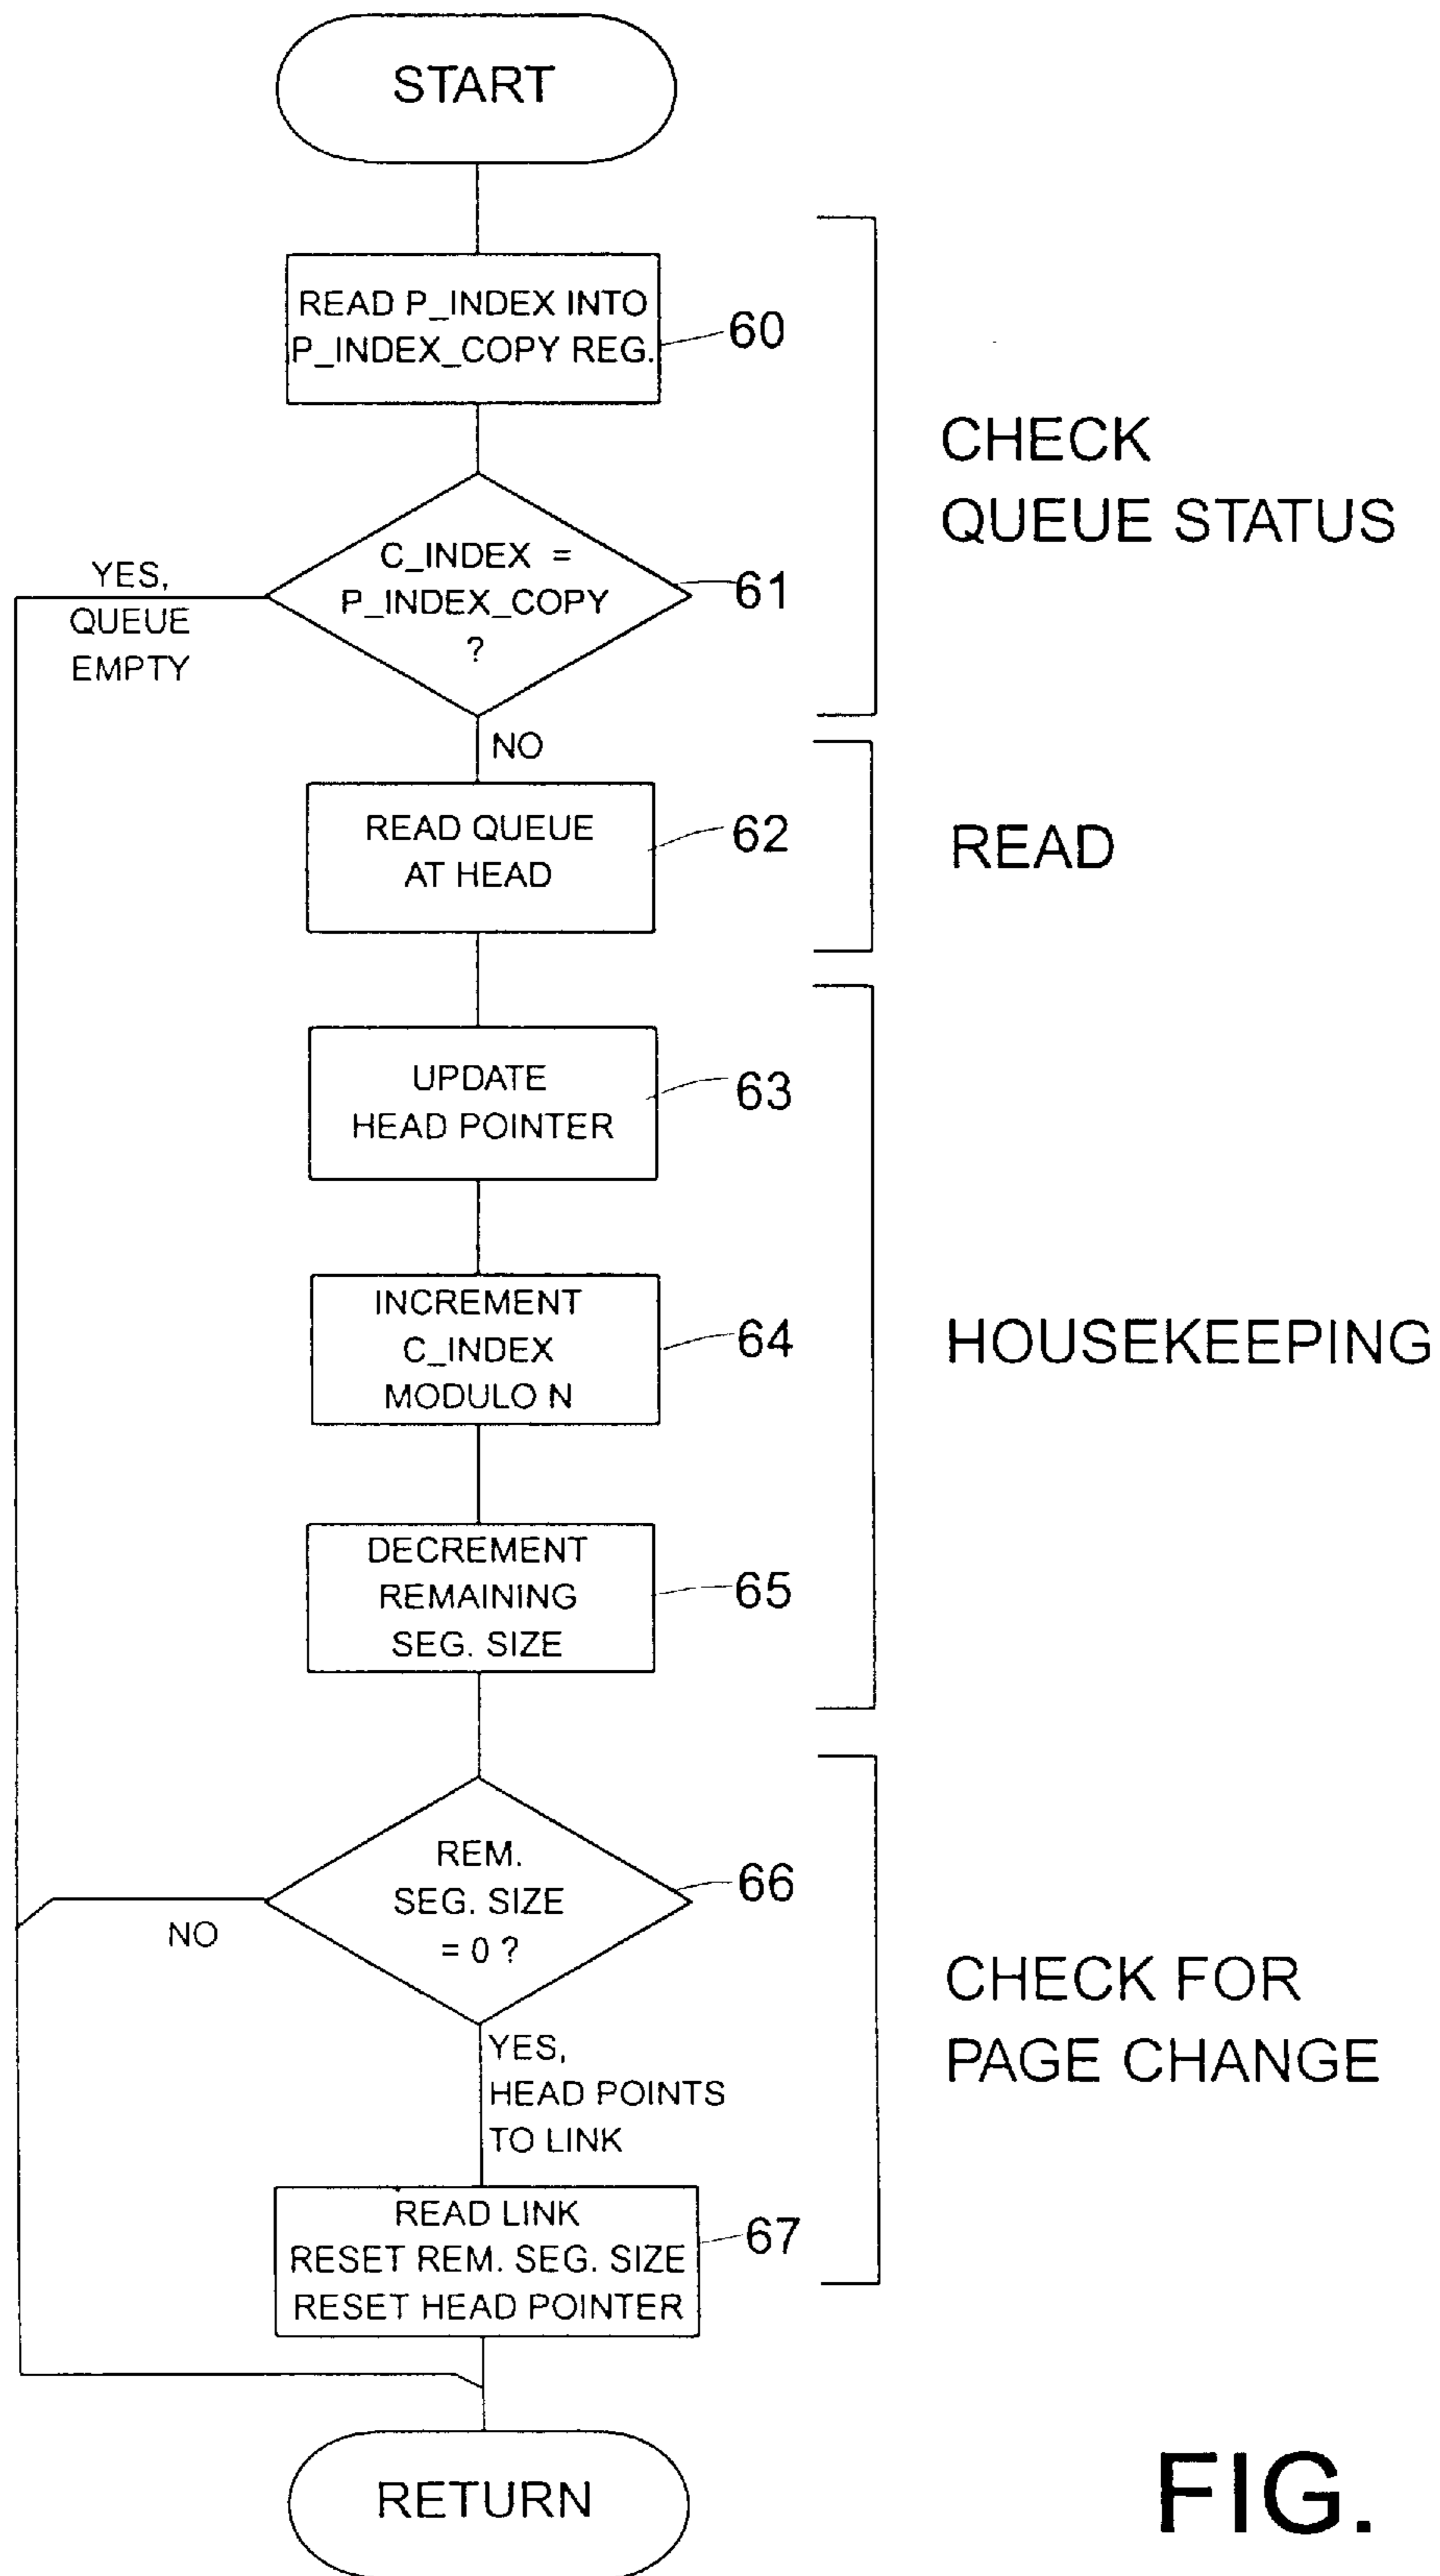 START
READ P_INDEX INTO
P_INDEX_COPY REG.
60
CHECK
QUEUE STATUS
C_INDEX =
P_INDEX_COPY
?
61
YES,
QUEUE
EMPTY
NO
READ QUEUE
AT HEAD
62
READ
UPDATE
HEAD POINTER
63
INCREMENT
C_INDEX
MODULO N
64
HOUSEKEEPING
DECREMENT
REMAINING
SEG. SIZE
65
REM.
SEG. SIZE
= 0 ?
66
NO
CHECK FOR
PAGE CHANGE
YES,
HEAD POINTS
TO LINK
READ LINK
RESET REM. SEG. SIZE
RESET HEAD POINTER
67
RETURN
FIG.